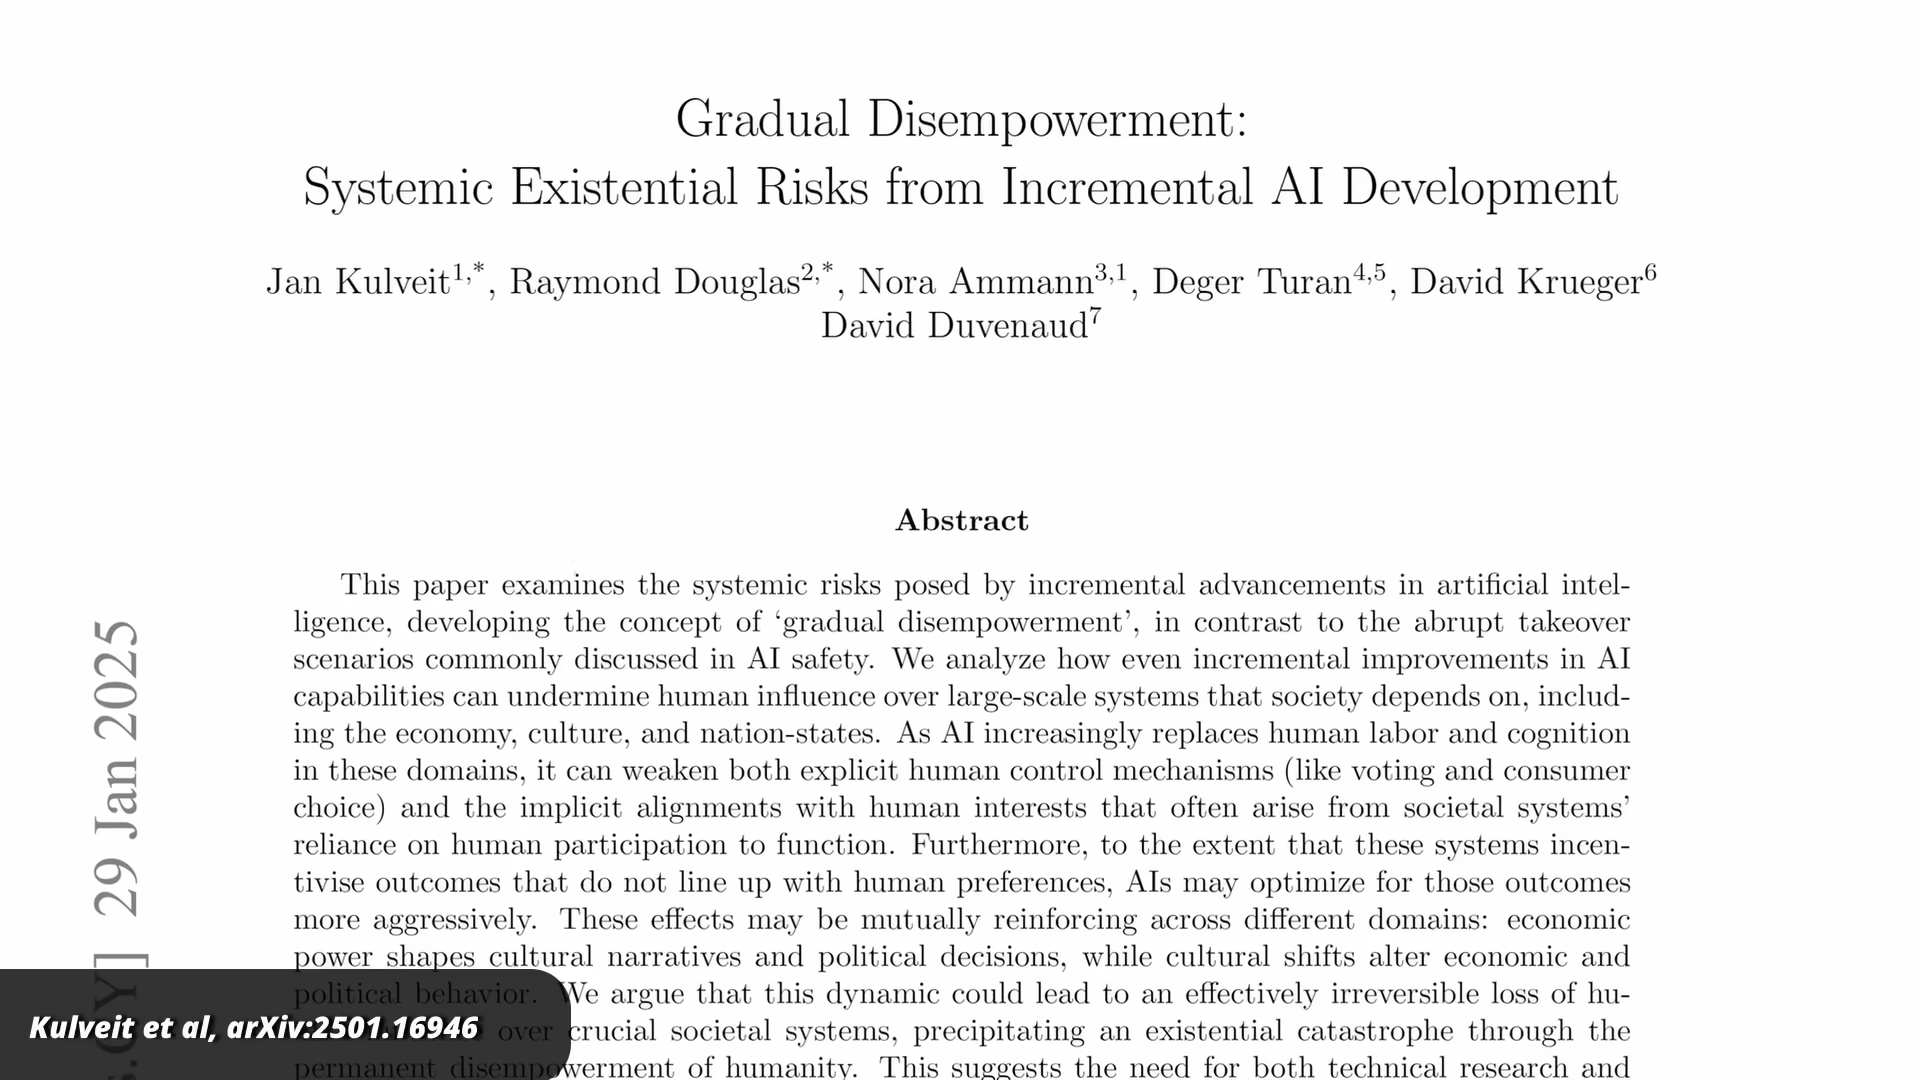 Gradual Disempowerment:
Systemic Existential Risks from Incremental AI Development
Jan Kulveit1,*, Raymond Douglas2,*, Nora Ammann3,1, Deger Turan4,5, David Krueger6
David Duvenaud7
Abstract
This paper examines the systemic risks posed by incremental advancements in artificial intel-
ligence, developing the concept of ‘gradual disempowerment’, in contrast to the abrupt takeover
scenarios commonly discussed in AI safety. We analyze how even incremental improvements in AI
capabilities can undermine human influence over large-scale systems that society depends on, includ-
ing the economy, culture, and nation-states. As AI increasingly replaces human labor and cognition
in these domains, it can weaken both explicit human control mechanisms (like voting and consumer
choice) and the implicit alignments with human interests that often arise from societal systems’
reliance on human participation to function. Furthermore, to the extent that these systems incen-
tivise outcomes that do not line up with human preferences, AIs may optimize for those outcomes
more aggressively. These effects may be mutually reinforcing across different domains: economic
power shapes cultural narratives and political decisions, while cultural shifts alter economic and
political behavior. We argue that this dynamic could lead to an effectively irreversible loss of hu-
over crucial societal systems, precipitating an existential catastrophe through the
permanent disempowerment of humanity. This suggests the need for both technical research and
s.CY] 29 Jan 2025
Kulveit et al, arXiv:2501.16946